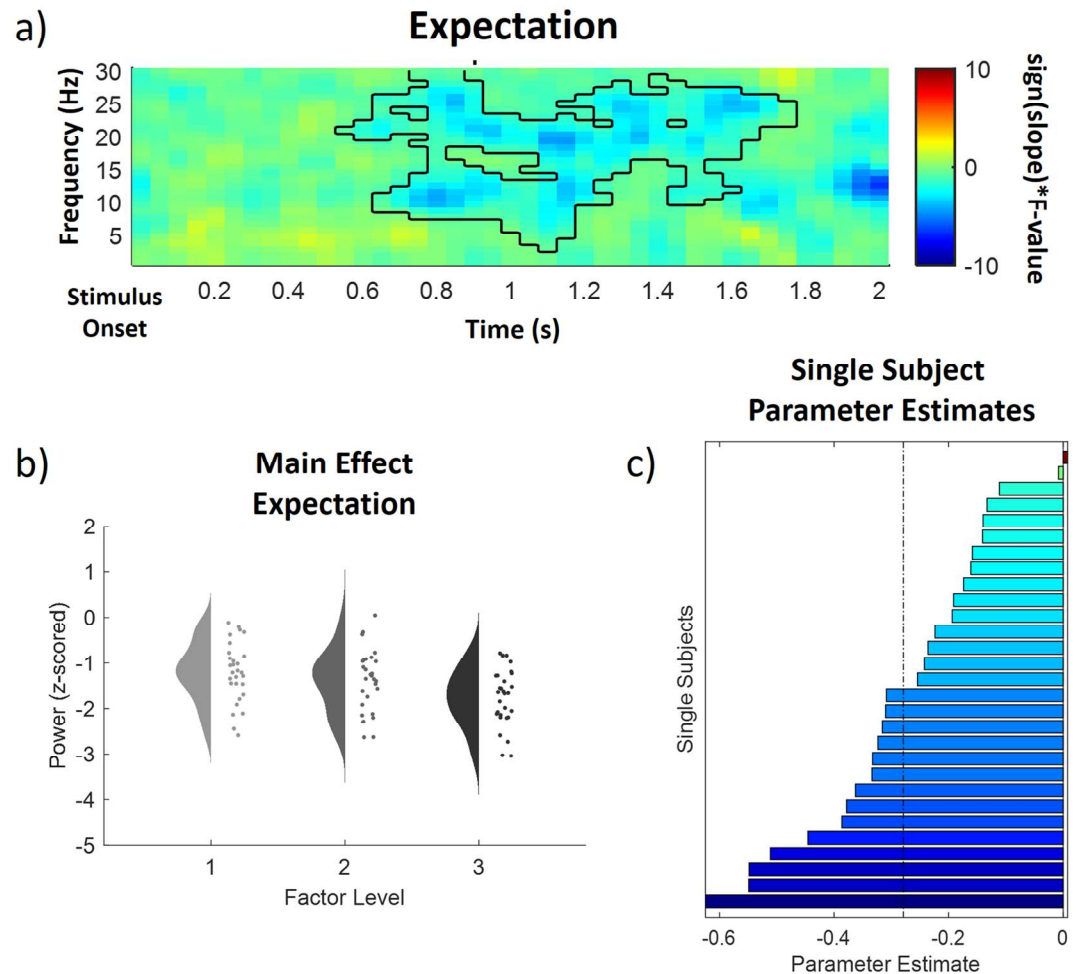 a)
Expectation
Frequency (Hz)
30
25
20
15
10
5
0.2 0.4 0.6 0.8 1 1.2 1.4 1.6 1.8 2
Stimulus
Onset
Time (s)
10
0
-10
sign(slope)*F-value
b)
Main Effect
Expectation
Power (z-scored)
2
1
0
-1
-2
-3
-4
-5
1 2 3
Factor Level
Single Subject
Parameter Estimates
c)
Single Subjects
-0.6 -0.4 -0.2 0
Parameter Estimate